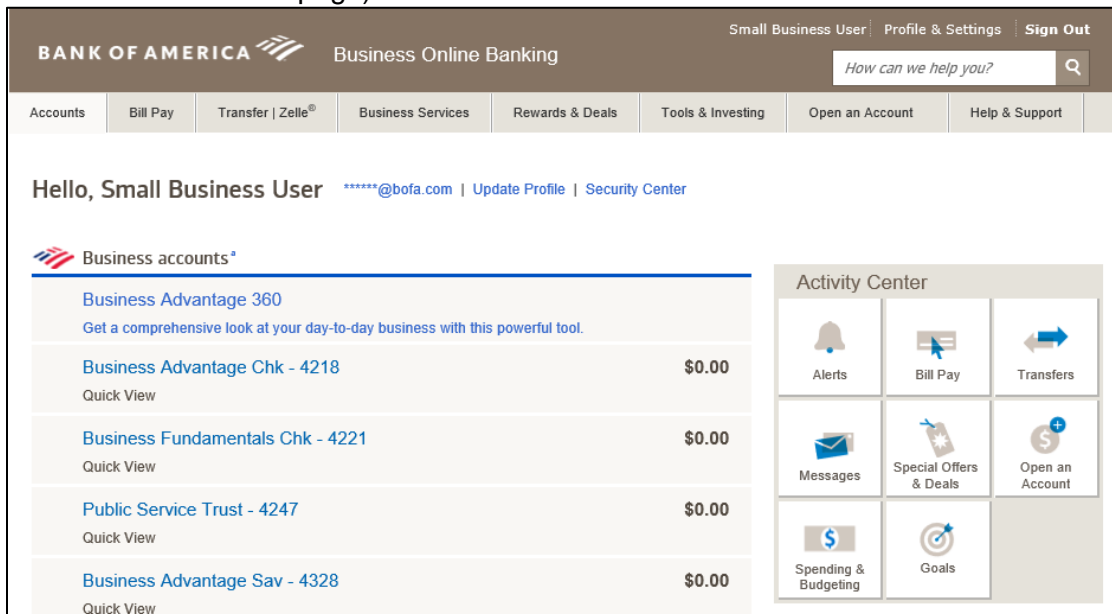 page,
Small Business User Profile & Settings Sign Out
BANK OF AMERICA Business Online Banking
How can we help you?
Accounts Bill Pay Transfer | Zelle® Business Services Rewards & Deals Tools & Investing Open an Account Help & Support
Hello, Small Business User ******@bofa.com | Update Profile | Security Center
Business accounts a
Business Advantage 360
Get a comprehensive look at your day-to-day business with this powerful tool.
Business Advantage Chk - 4218 $0.00
Quick View
Business Fundamentals Chk - 4221 $0.00
Quick View
Public Service Trust - 4247 $0.00
Quick View
Business Advantage Sav - 4328 $0.00
Quick View
Activity Center
Alerts Bill Pay Transfers
Messages Special Offers & Deals Open an Account
Spending & Budgeting Goals